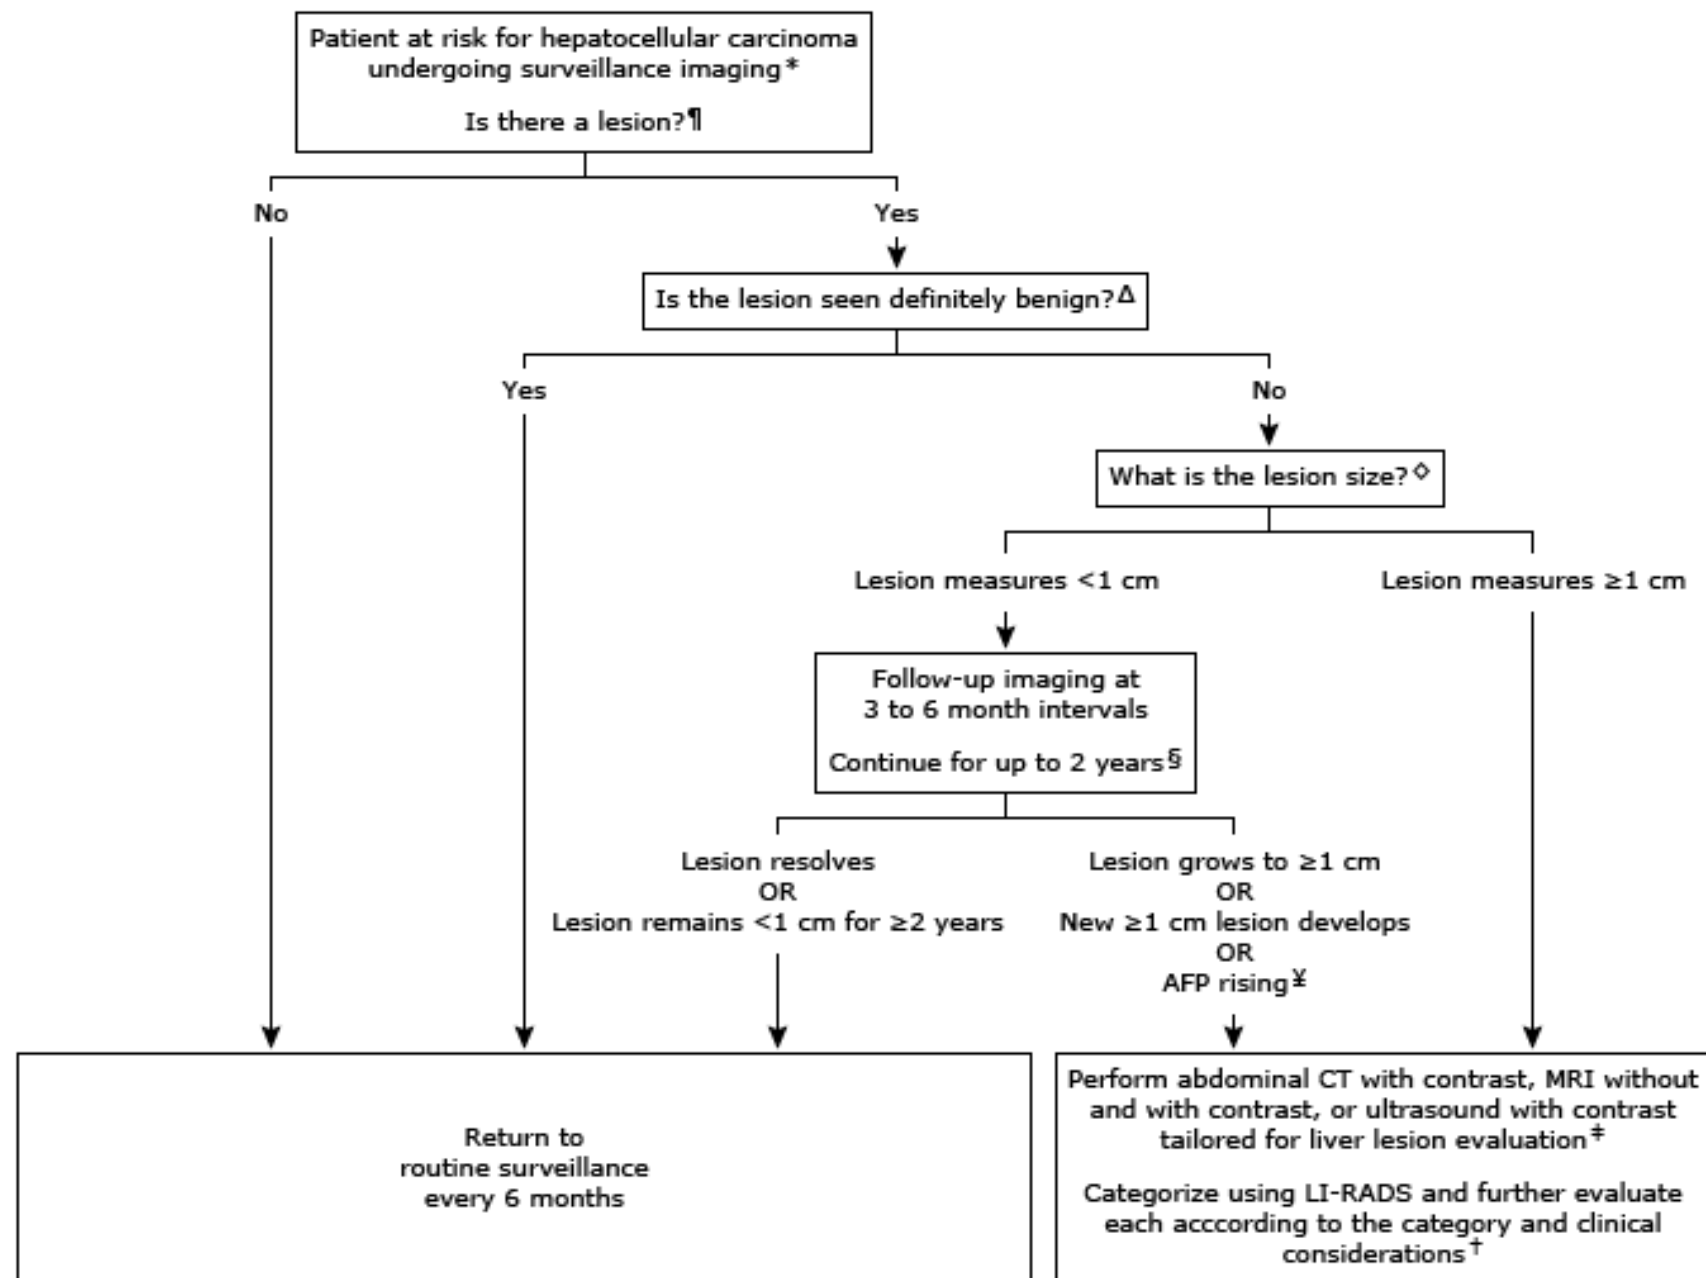 Patient at risk for hepatocellular carcinoma
undergoing surveillance imaging*
Is there a lesion?¶
No
Yes
Is the lesion seen definitely benign?Δ
Yes
No
What is the lesion size?◇
Lesion measures <1 cm
Lesion measures ≥1 cm
Follow-up imaging at
3 to 6 month intervals
Continue for up to 2 years§
Lesion resolves
OR
Lesion remains <1 cm for ≥2 years
Lesion grows to ≥1 cm
OR
New ≥1 cm lesion develops
OR
AFP rising¥
Return to
routine surveillance
every 6 months
Perform abdominal CT with contrast, MRI without
and with contrast, or ultrasound with contrast
tailored for liver lesion evaluation‡
Categorize using LI-RADS and further evaluate
each acccording to the category and clinical
considerations†